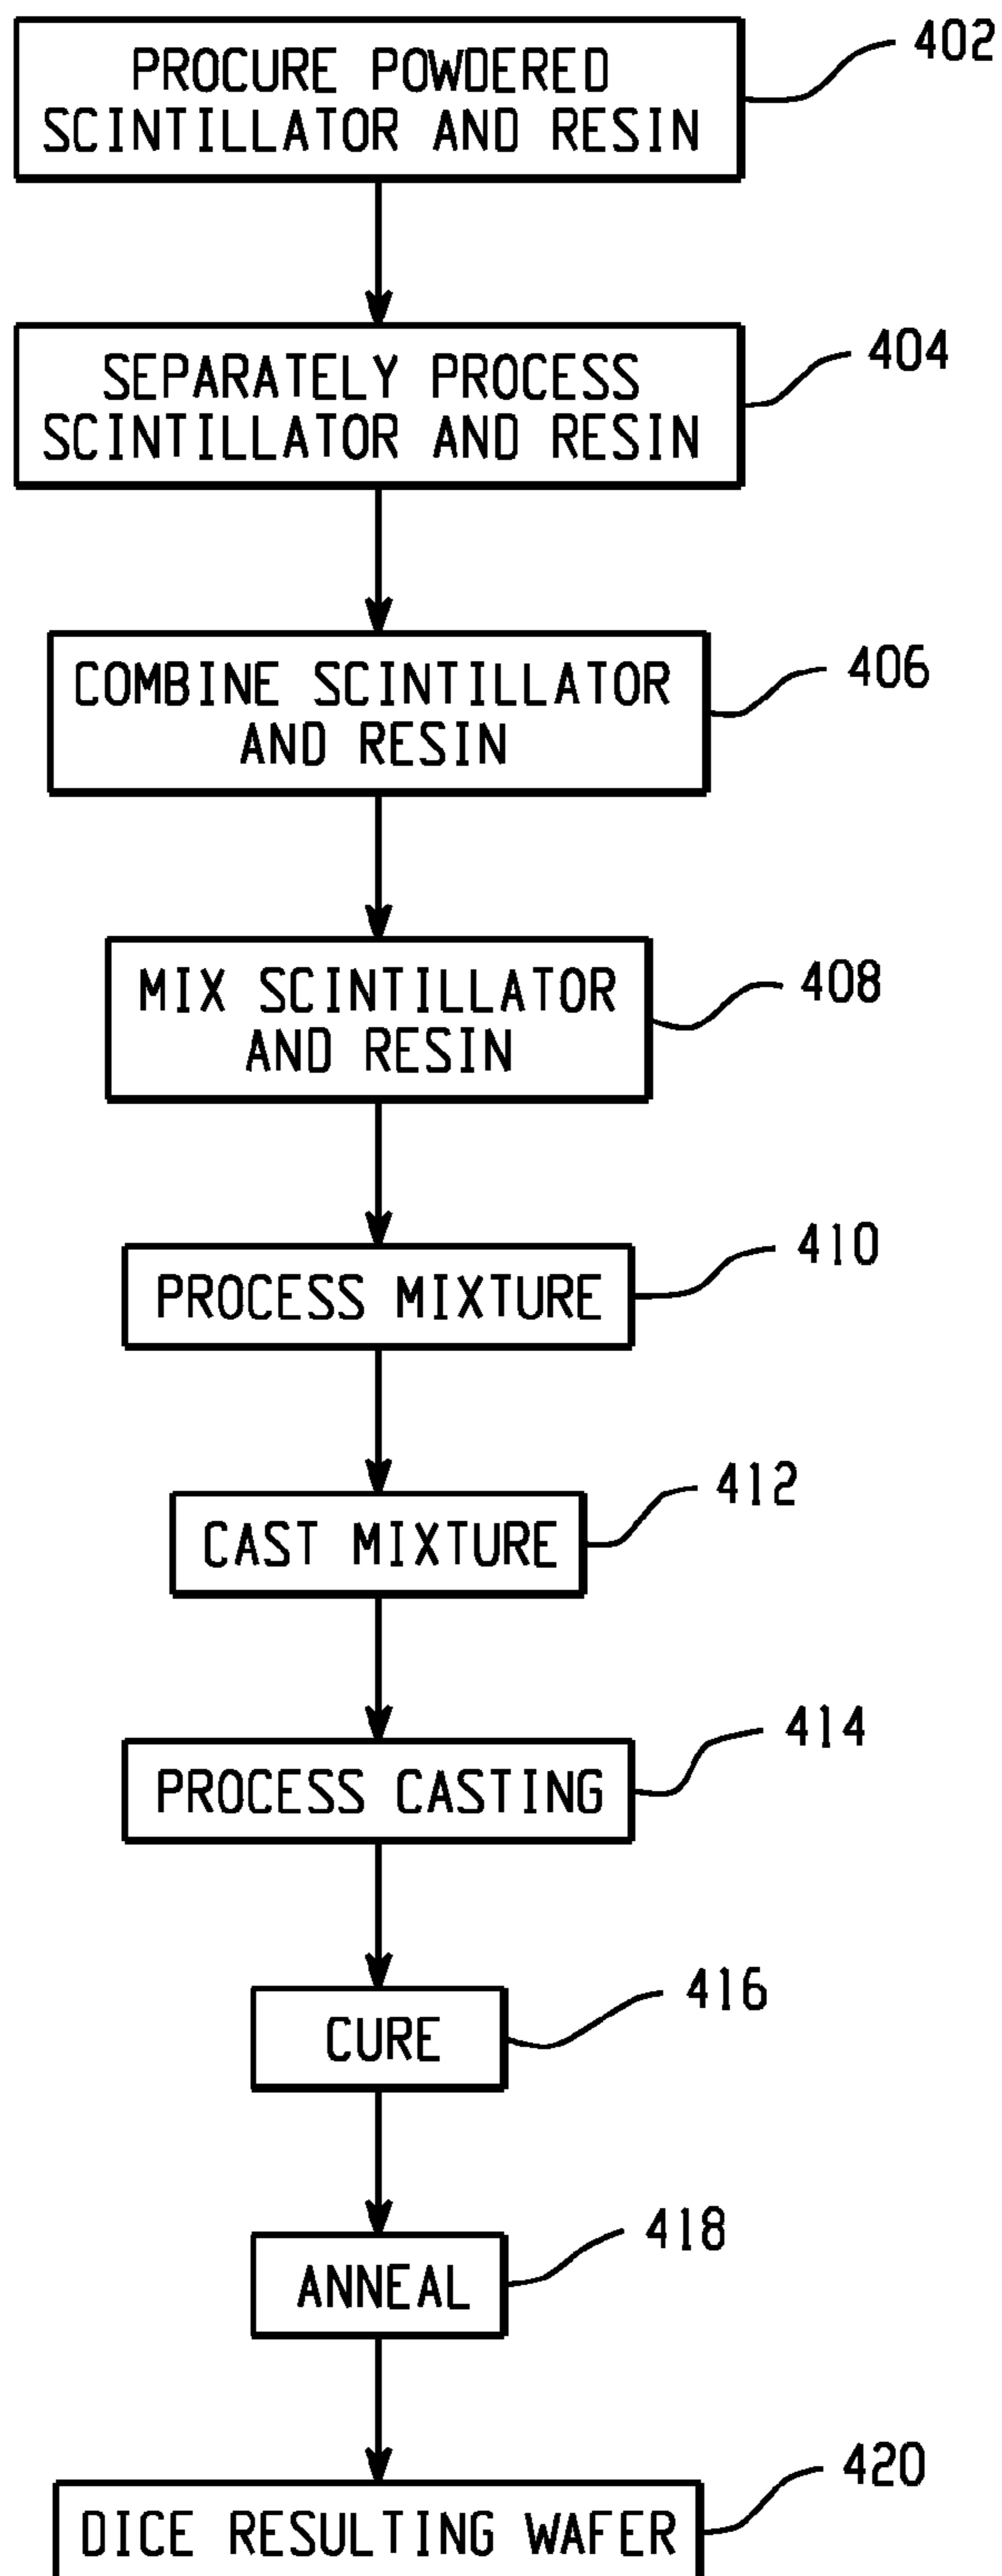 PROCURE POWDERED
SCINTILLATOR AND RESIN
402
SEPARATELY PROCESS
SCINTILLATOR AND RESIN
404
COMBINE SCINTILLATOR
AND RESIN
406
MIX SCINTILLATOR
AND RESIN
408
PROCESS MIXTURE
410
CAST MIXTURE
412
PROCESS CASTING
414
CURE
416
ANNEAL
418
DICE RESULTING WAFER
420